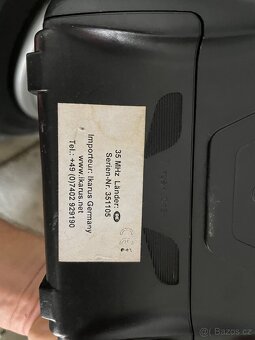 35 MHz Länder:
Serien-Nr. 351105
Importeur: Ikarus Germany
www.ikarus.net
Tel.: +49 (0)7402 929190
© Bazos.cz